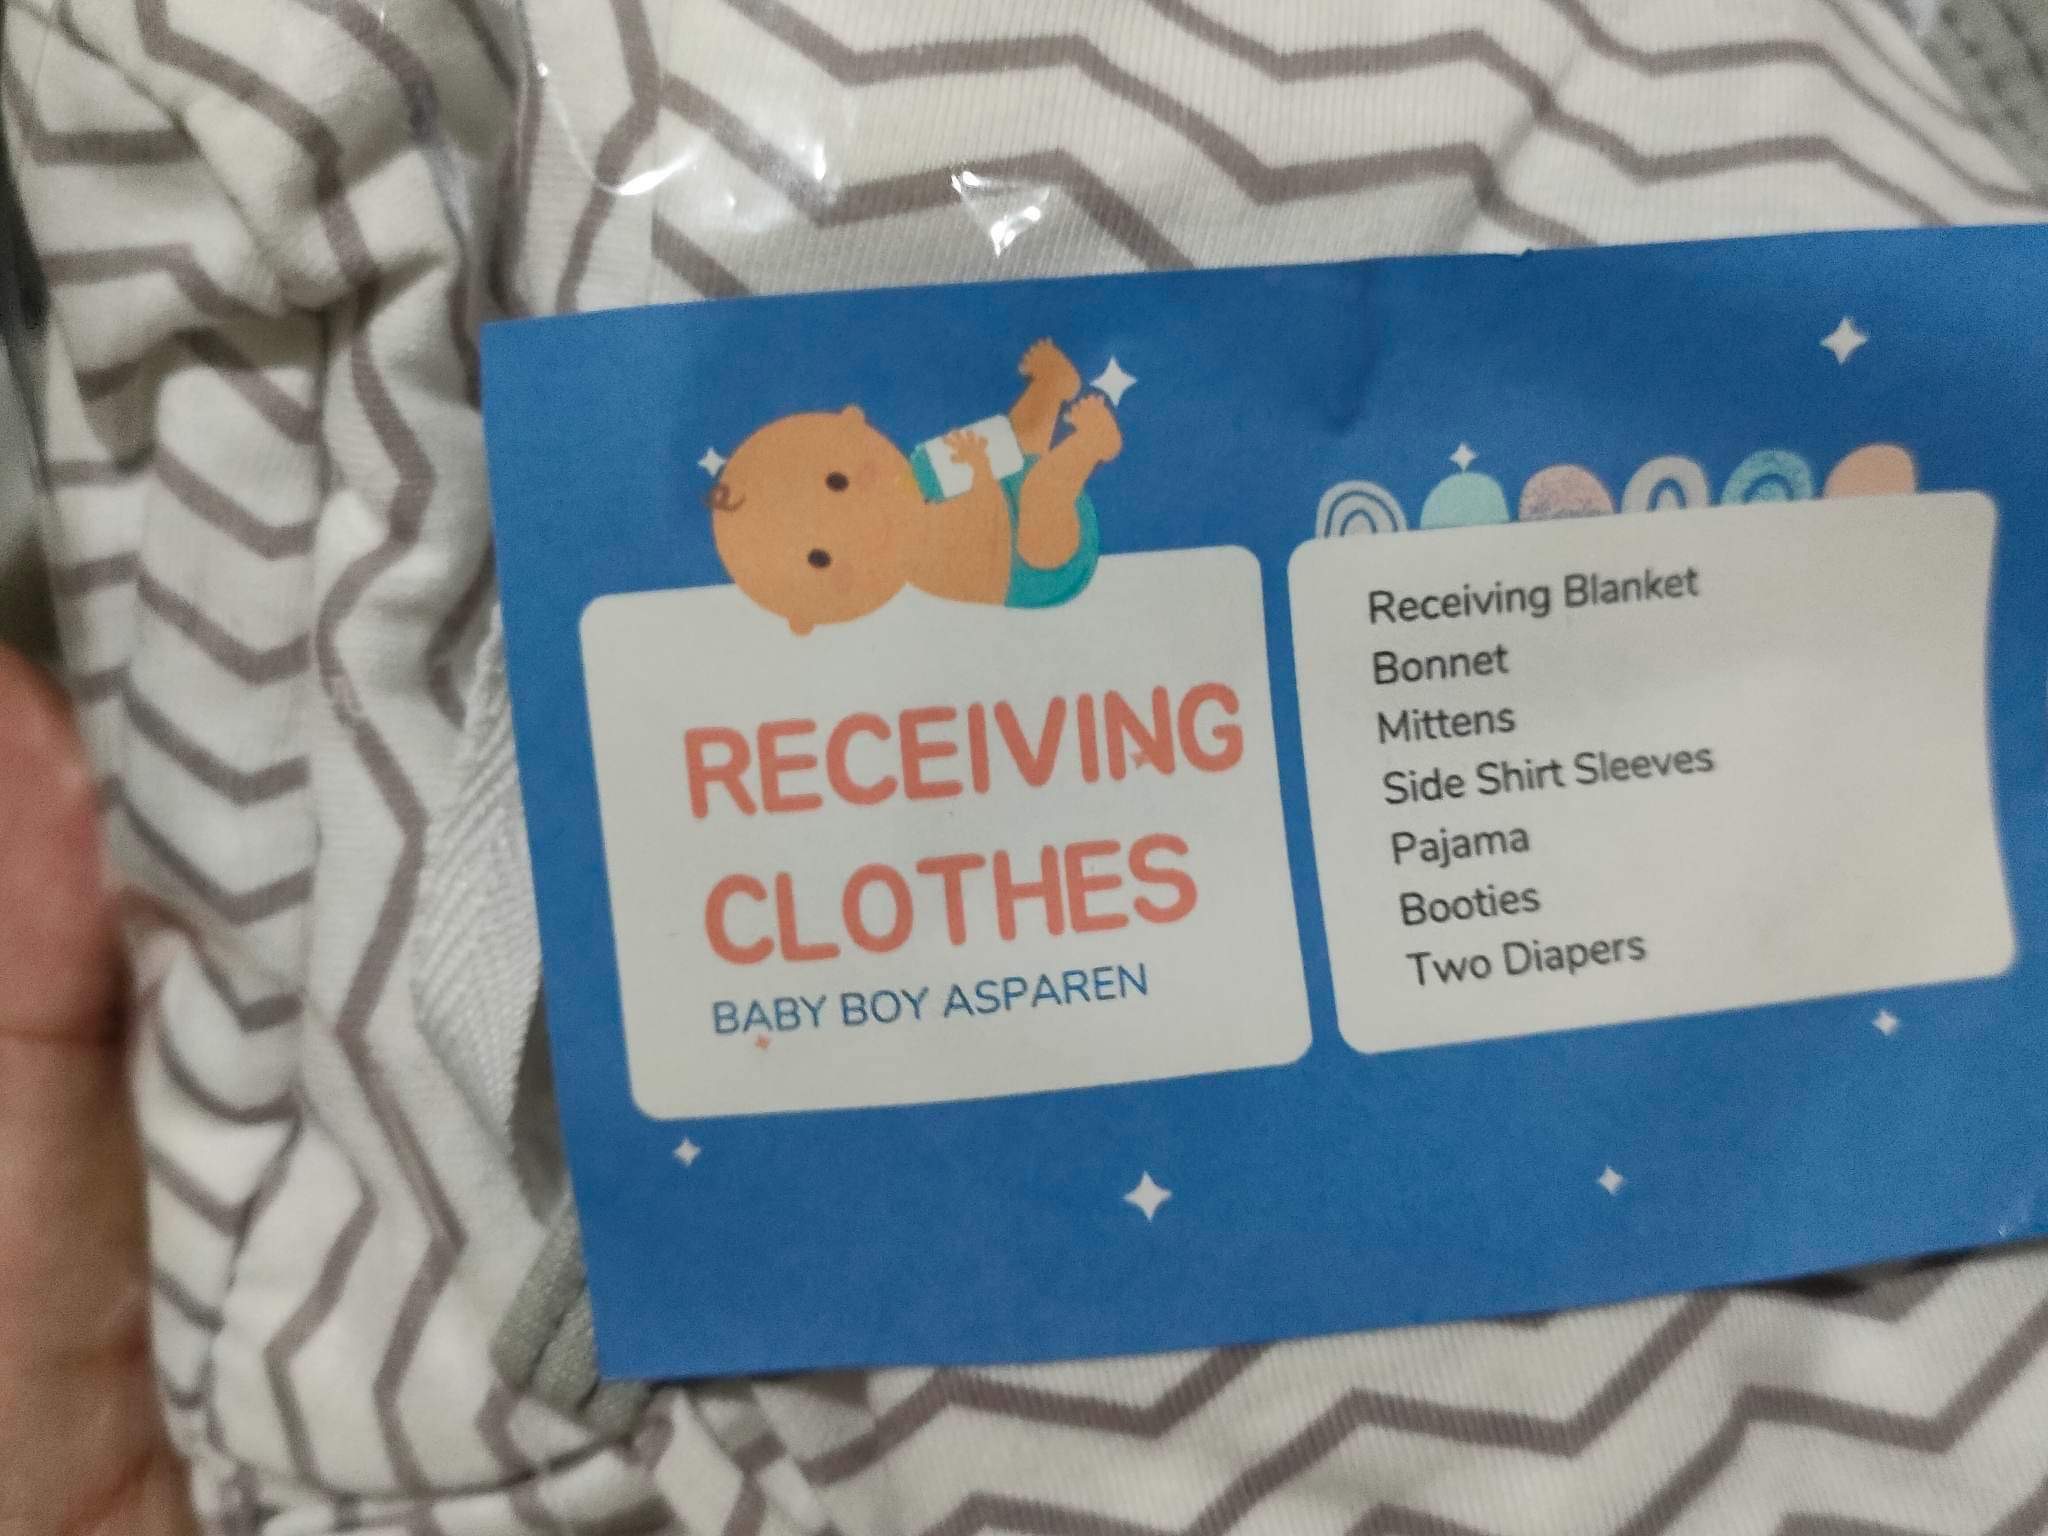 RECEIVING
CLOTHES
BABY BOY ASPAREN
Receiving Blanket
Bonnet
Mittens
Side Shirt Sleeves
Pajama
Booties
Two Diapers